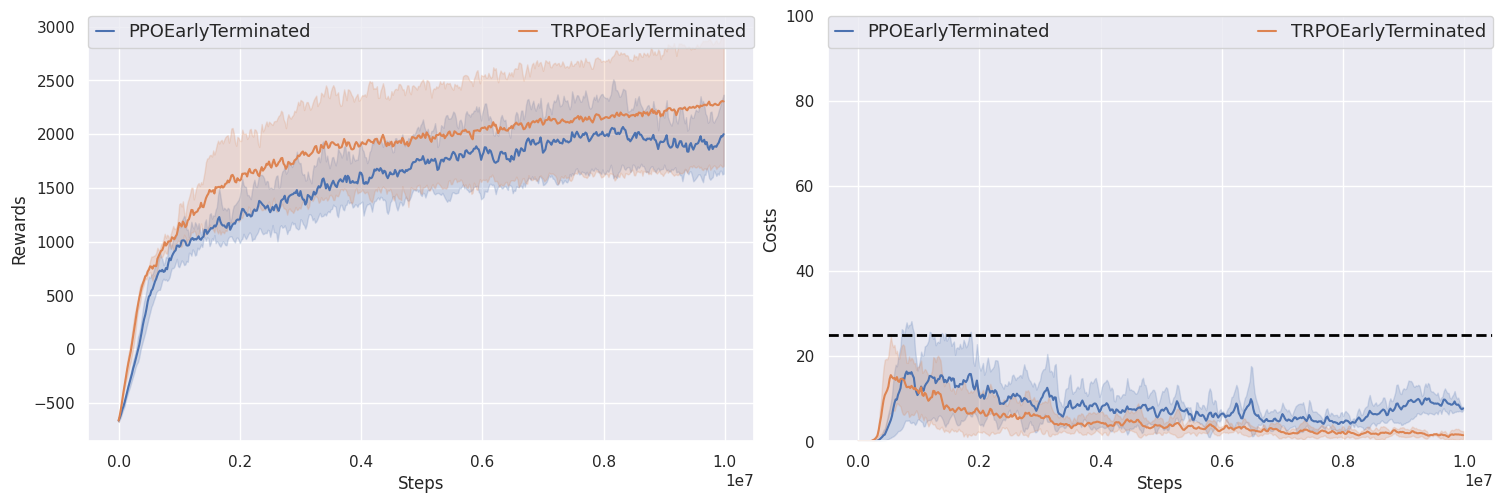 PPOEarlyTerminated TRPOEarlyTerminated
3000
2500
2000
1500
1000
500
0
−500
Rewards
0.0 0.2 0.4 0.6 0.8 1.0
1e7
Steps
PPOEarlyTerminated TRPOEarlyTerminated
100
80
60
40
20
0
Costs
0.0 0.2 0.4 0.6 0.8 1.0
1e7
Steps